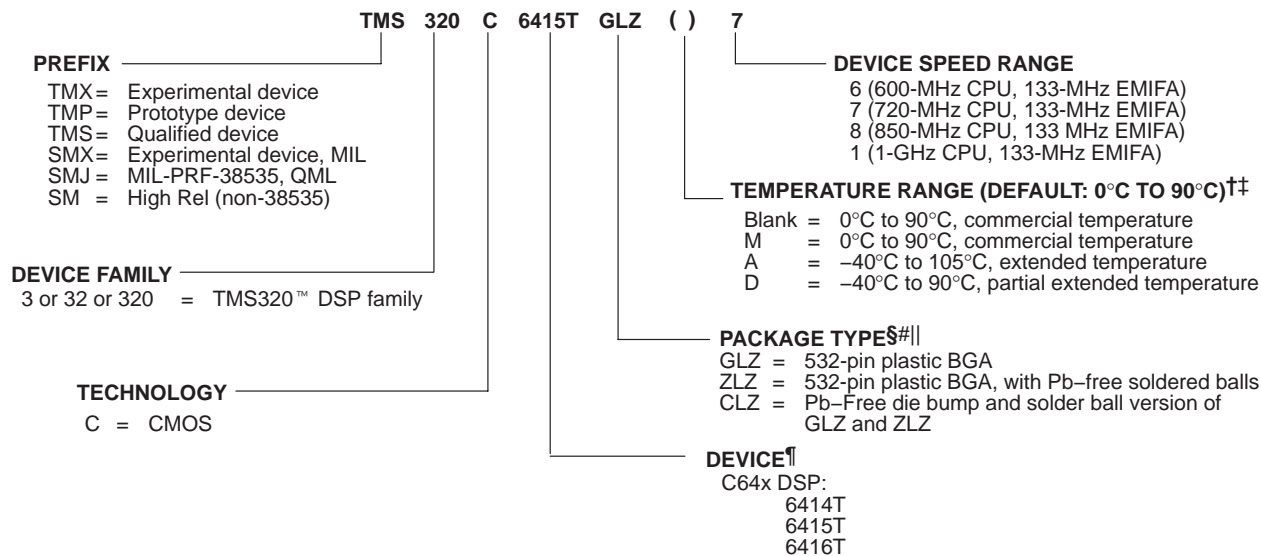 TMS 320 C 6415T GLZ ( ) 7
PREFIX
TMX = Experimental device
TMP = Prototype device
TMS = Qualified device
SMX = Experimental device, MIL
SMJ = MIL-PRF-38535, QML
SM = High Rel (non-38535)
DEVICE SPEED RANGE
6 (600-MHz CPU, 133-MHz EMIFA)
7 (720-MHz CPU, 133-MHz EMIFA)
8 (850-MHz CPU, 133 MHz EMIFA)
1 (1-GHz CPU, 133-MHz EMIFA)
TEMPERATURE RANGE (DEFAULT: 0°C TO 90°C)†‡
Blank = 0°C to 90°C, commercial temperature
M = 0°C to 90°C, commercial temperature
A = −40°C to 105°C, extended temperature
D = −40°C to 90°C, partial extended temperature
DEVICE FAMILY
3 or 32 or 320 = TMS320™ DSP family
PACKAGE TYPE§#||
GLZ = 532-pin plastic BGA
ZLZ = 532-pin plastic BGA, with Pb−free soldered balls
CLZ = Pb−Free die bump and solder ball version of
GLZ and ZLZ
TECHNOLOGY
C = CMOS
DEVICE¶
C64x DSP:
6414T
6415T
6416T